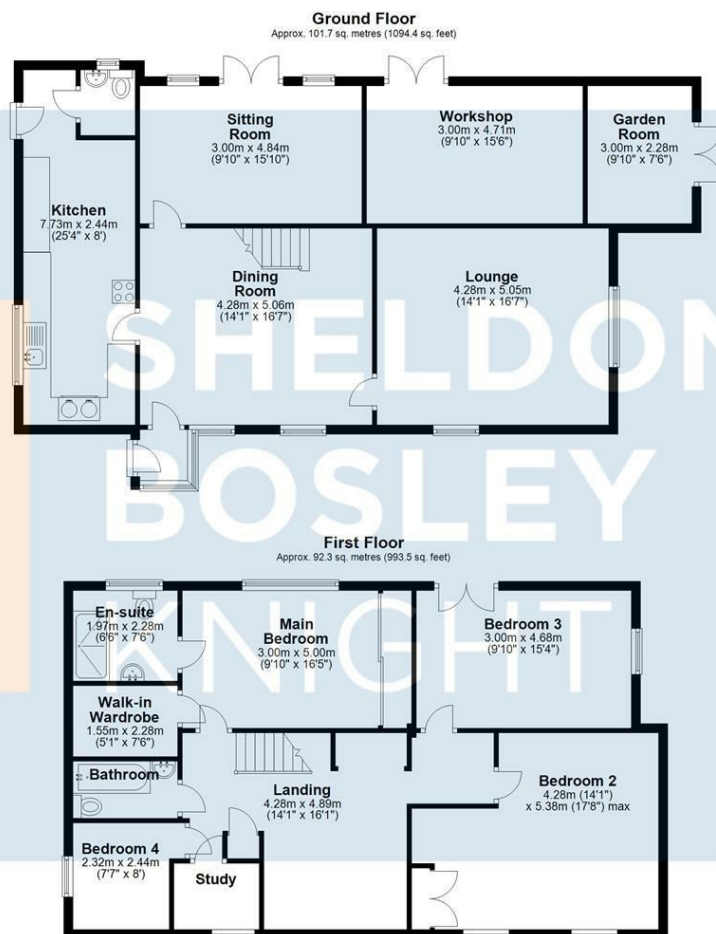 Ground Floor
Approx. 101.7 sq. metres (1094.4 sq. feet)
Sitting
Room
3.00m x 4.84m
(9'10" x 15'10")
Workshop
3.00m x 4.71m
(9'10" x 15'6")
Garden
Room
3.00m x 2.28m
(9'10" x 7'6")
Kitchen
7.73m x 2.44m
(25'4" x 8')
Dining
Room
4.28m x 5.06m
(14'1" x 16'7")
Lounge
4.28m x 5.05m
(14'1" x 16'7")
SHELDON
BOSLEY
KNIGHT
First Floor
Approx. 92.3 sq. metres (993.5 sq. feet)
En-suite
1.97m x 2.28m
(6'6" x 7'6")
Main
Bedroom
3.00m x 5.00m
(9'10" x 16'5")
Bedroom 3
3.00m x 4.68m
(9'10" x 15'4")
Walk-in
Wardrobe
1.55m x 2.28m
(5'1" x 7'6")
Bathroom
Landing
4.28m x 4.89m
(14'1" x 16'1")
Bedroom 2
4.28m (14'1")
x 5.38m (17'8") max
Bedroom 4
2.32m x 2.44m
(7'7" x 8')
Study